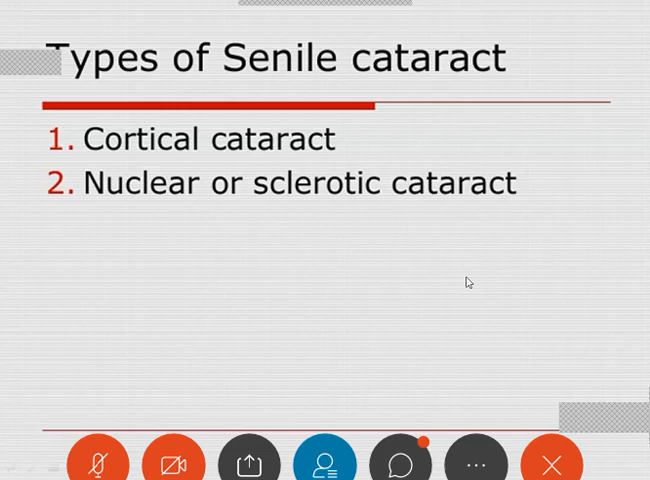 Types of Senile cataract
1. Cortical cataract
2. Nuclear or sclerotic cataract